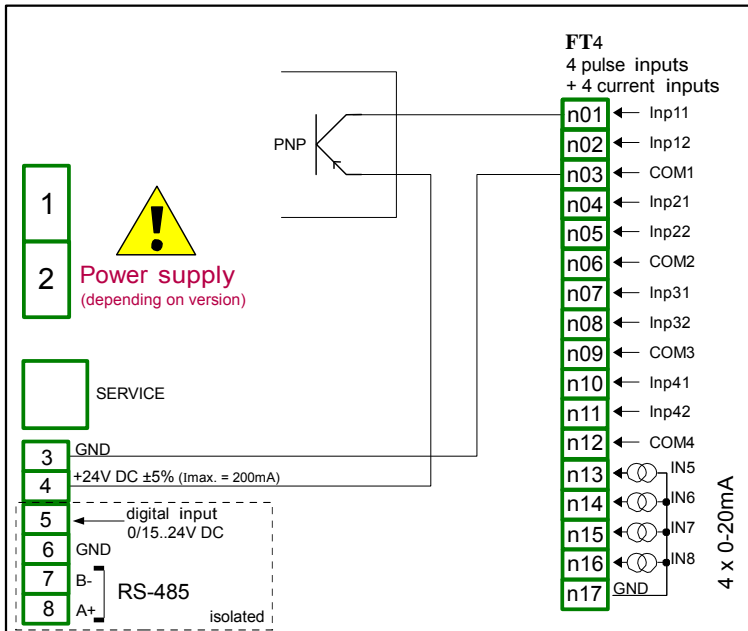 FT4
4 pulse inputs
+ 4 current inputs
PNP
n01 Inp11
n02 Inp12
n03 COM1
n04 Inp21
n05 Inp22
n06 COM2
n07 Inp31
n08 Inp32
n09 COM3
n10 Inp41
n11 Inp42
n12 COM4
n13 IN5
n14 IN6
n15 IN7
n16 IN8
n17 GND
4 x 0-20mA
1
2
!
Power supply
(depending on version)
SERVICE
3 GND
4 +24V DC ±5% (Imax. = 200mA)
5 digital input
0/15..24V DC
6 GND
7 B-
RS-485
8 A+
isolated